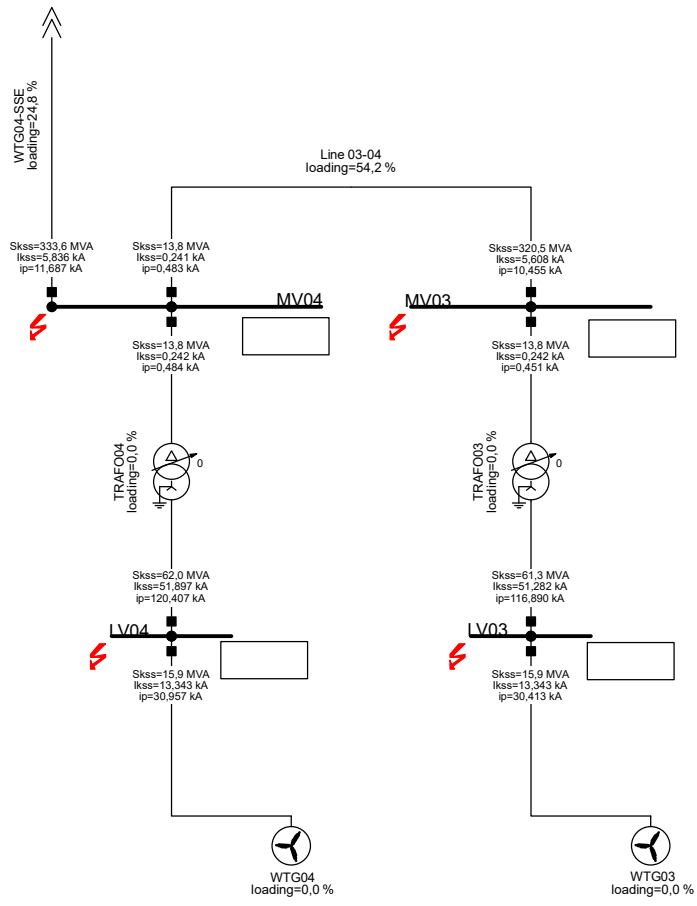 WTG04-SSE
loading=24,8 %
Line 03-04
loading=54,2 %
Skss=333,6 MVA
Ikss=5,836 kA
ip=11,687 kA
Skss=13,8 MVA
Ikss=0,241 kA
ip=0,483 kA
Skss=320,5 MVA
Ikss=5,608 kA
ip=10,455 kA
MV04
MV03
Skss=13,8 MVA
Ikss=0,242 kA
ip=0,484 kA
Skss=13,8 MVA
Ikss=0,242 kA
ip=0,451 kA
TRAFO04
loading=0,0 %
0
TRAFO03
loading=0,0 %
0
Skss=62,0 MVA
Ikss=51,897 kA
ip=120,407 kA
Skss=61,3 MVA
Ikss=51,282 kA
ip=116,890 kA
LV04
LV03
Skss=15,9 MVA
Ikss=13,343 kA
ip=30,957 kA
Skss=15,9 MVA
Ikss=13,343 kA
ip=30,413 kA
WTG04
loading=0,0 %
WTG03
loading=0,0 %